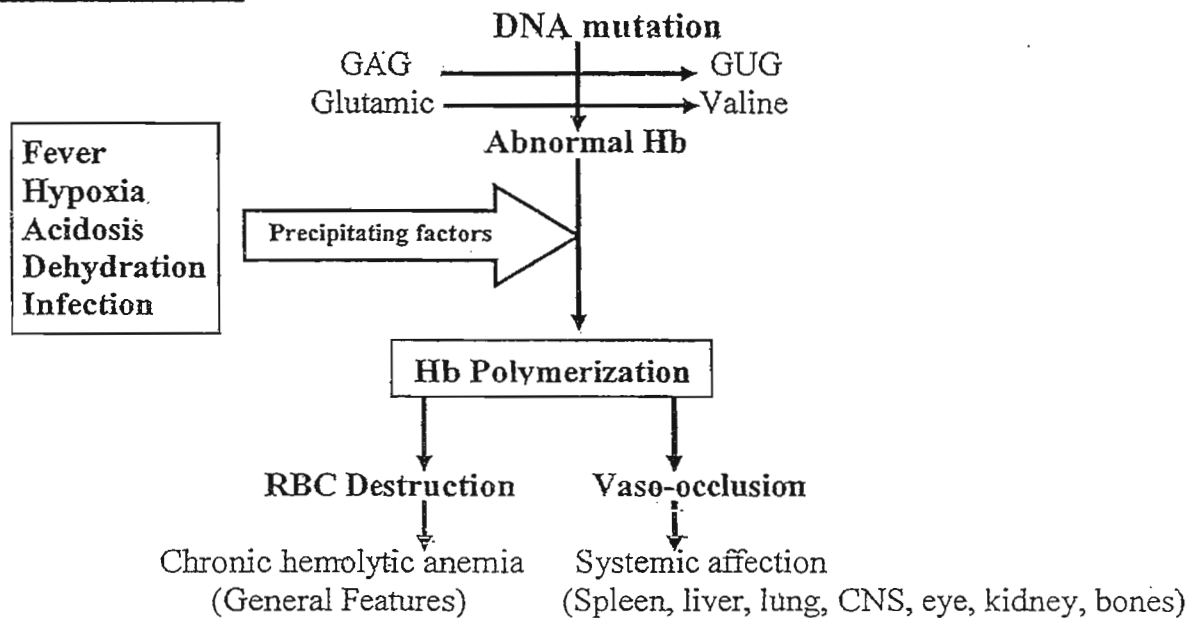 DNA mutation
GAG GUG
Glutamic Valine
Abnormal Hb
Fever
Hypoxia
Acidosis
Dehydration
Infection
Precipitating factors
Hb Polymerization
RBC Destruction Vaso-occlusion
Chronic hemolytic anemia Systemic affection
(General Features) (Spleen, liver, lung, CNS, eye, kidney, bones)